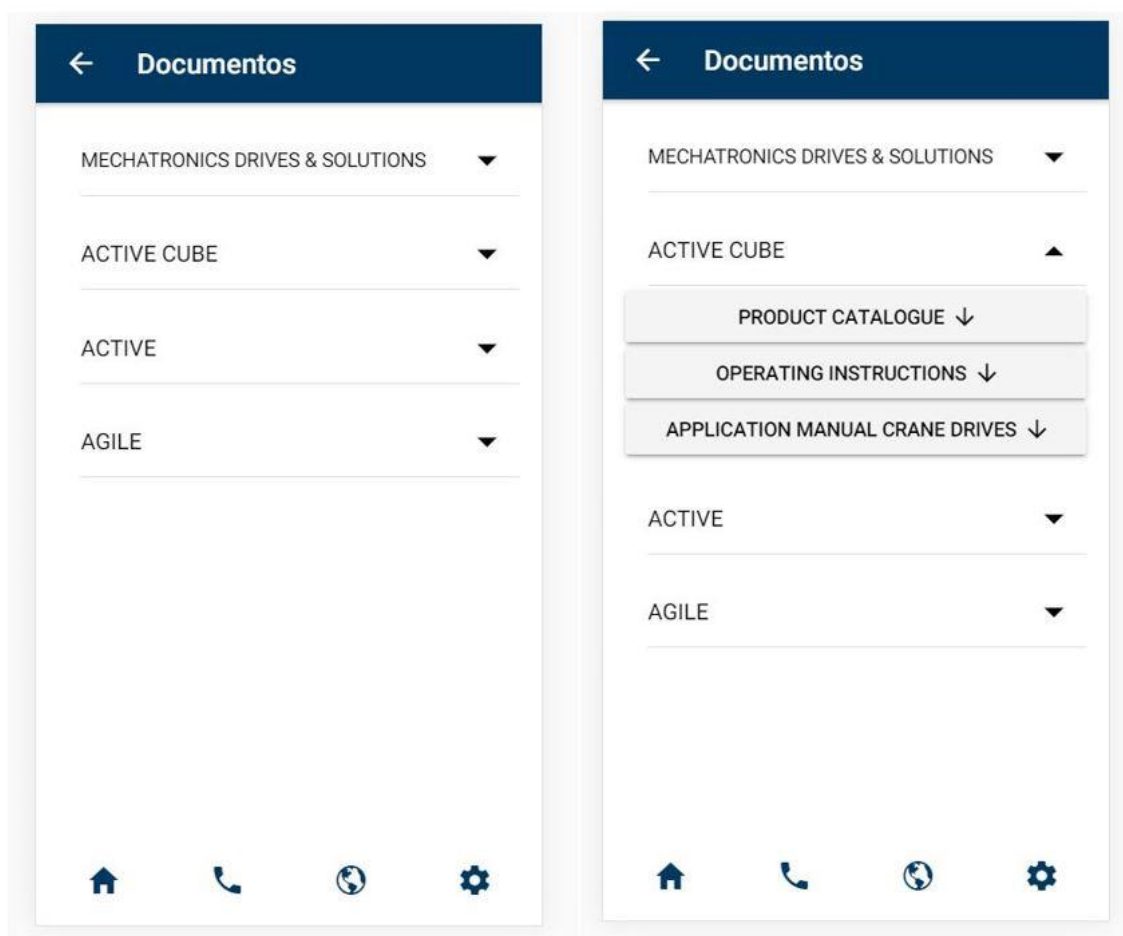 Documentos
MECHATRONICS DRIVES & SOLUTIONS
ACTIVE CUBE
ACTIVE
AGILE
Documentos
MECHATRONICS DRIVES & SOLUTIONS
ACTIVE CUBE
PRODUCT CATALOGUE
OPERATING INSTRUCTIONS
APPLICATION MANUAL CRANE DRIVES
ACTIVE
AGILE